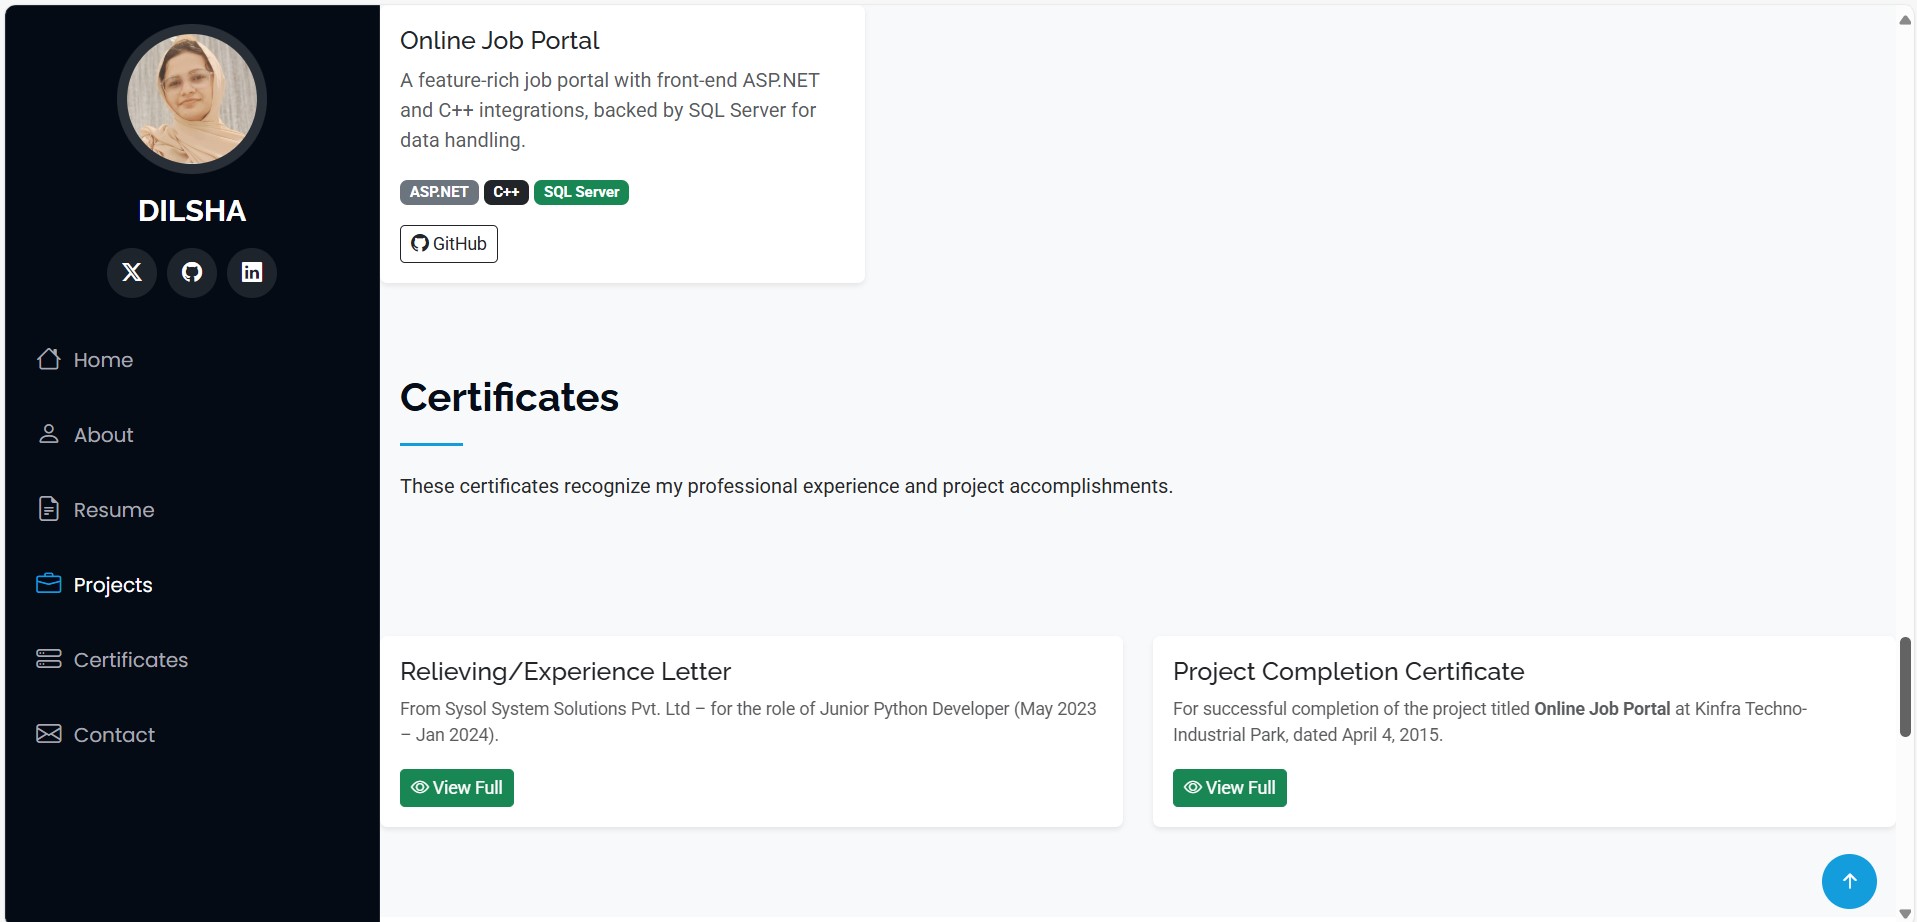 DILSHA
Home
About
Resume
Projects
Certificates
Contact
Online Job Portal
A feature-rich job portal with front-end ASP.NET
and C++ integrations, backed by SQL Server for
data handling.
ASP.NET C++ SQL Server
GitHub
Certificates
These certificates recognize my professional experience and project accomplishments.
Relieving/Experience Letter
From Sysol System Solutions Pvt. Ltd – for the role of Junior Python Developer (May 2023
– Jan 2024).
View Full
Project Completion Certificate
For successful completion of the project titled Online Job Portal at Kinfra Techno-
Industrial Park, dated April 4, 2015.
View Full